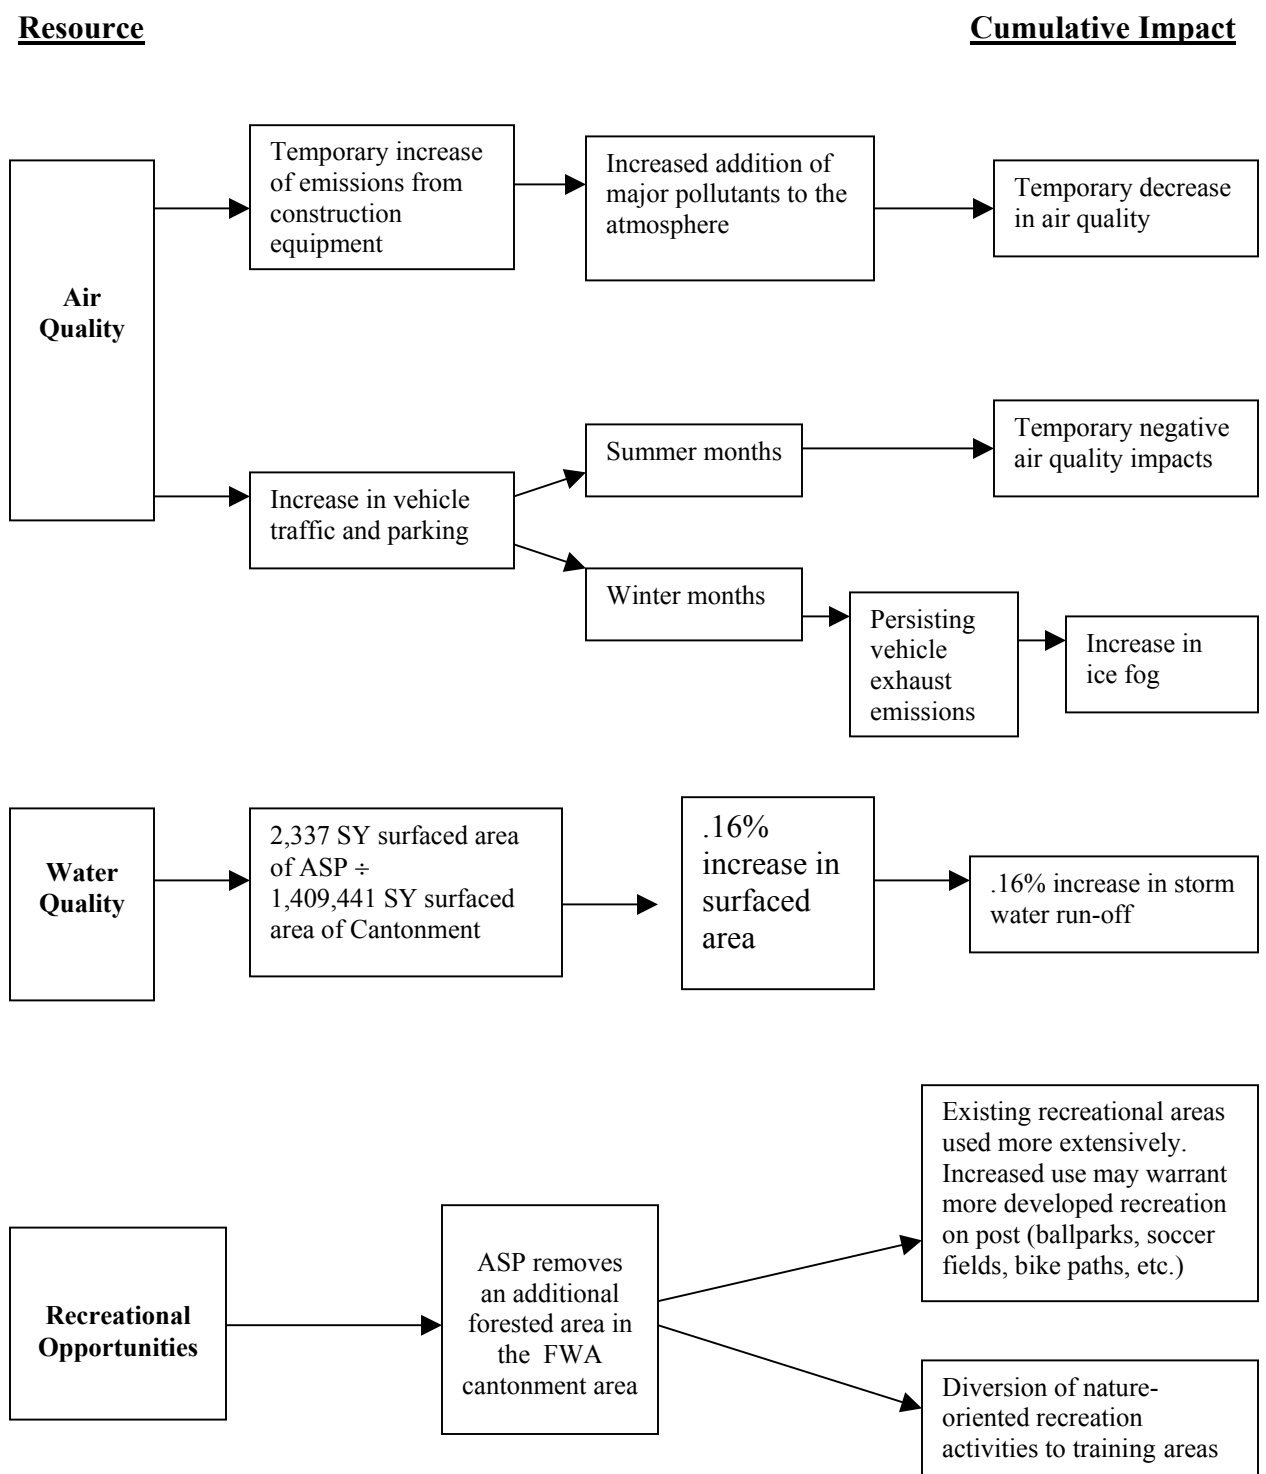 Resource
Cumulative Impact
Temporary increase
of emissions from
construction
equipment
Increased addition of
major pollutants to the
atmosphere
Temporary decrease
in air quality
Air
Quality
Increase in vehicle
traffic and parking
Summer months
Temporary negative
air quality impacts
Winter months
Persisting
vehicle
exhaust
emissions
Increase in
ice fog
Water
Quality
2,337 SY surfaced area
of ASP ÷
1,409,441 SY surfaced
area of Cantonment
.16%
increase in
surfaced
area
.16% increase in storm
water run-off
Recreational
Opportunities
ASP removes
an additional
forested area in
the FWA
cantonment area
Existing recreational areas
used more extensively.
Increased use may warrant
more developed recreation
on post (ballparks, soccer
fields, bike paths, etc.)
Diversion of nature-
oriented recreation
activities to training areas